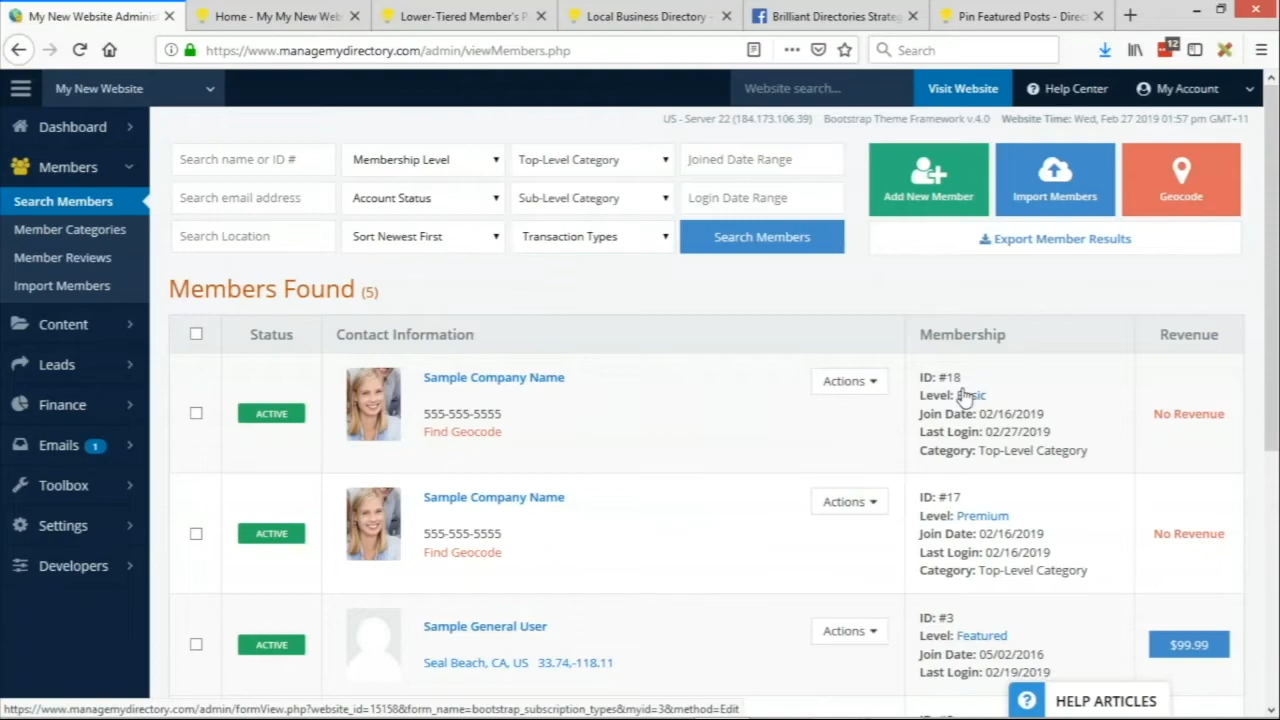 My New Website Administ
Home - My My New Web
Lower-Tiered Member's P
Local Business Directory -
Brilliant Directories Strateg
Pin Featured Posts - Direc
https://www.managemydirectory.com/admin/viewMembers.php
Search
12
My New Website
Website search...
Visit Website
Help Center
My Account
US - Server 22 (184.173.106.39) Bootstrap Theme Framework v.4.0 Website Time: Wed, Feb 27 2019 01:57 pm GMT+11
Dashboard
Members
Search Members
Member Categories
Member Reviews
Import Members
Content
Leads
Finance
Emails 1
Toolbox
Settings
Developers
Search name or ID #
Membership Level
Top-Level Category
Joined Date Range
Search email address
Account Status
Sub-Level Category
Login Date Range
Search Location
Sort Newest First
Transaction Types
Search Members
Add New Member
Import Members
Geocode
Export Member Results
Members Found (5)
Status
Contact Information
Membership
Revenue
ACTIVE
Sample Company Name
555-555-5555
Find Geocode
Actions
ID: #18
Level:
Join Date: 02/16/2019
Last Login: 02/27/2019
Category: Top-Level Category
No Revenue
ACTIVE
Sample Company Name
555-555-5555
Find Geocode
Actions
ID: #17
Level: Premium
Join Date: 02/16/2019
Last Login: 02/16/2019
Category: Top-Level Category
No Revenue
ACTIVE
Sample General User
Seal Beach, CA, US 33.74,-118.11
Actions
ID: #3
Level: Featured
Join Date: 05/02/2016
Last Login: 02/19/2019
$99.99
HELP ARTICLES
https://www.managemydirectory.com/admin/formView.php?website_id=15158&form_name=bootstrap_subscription_types&myid=3&method=Edit